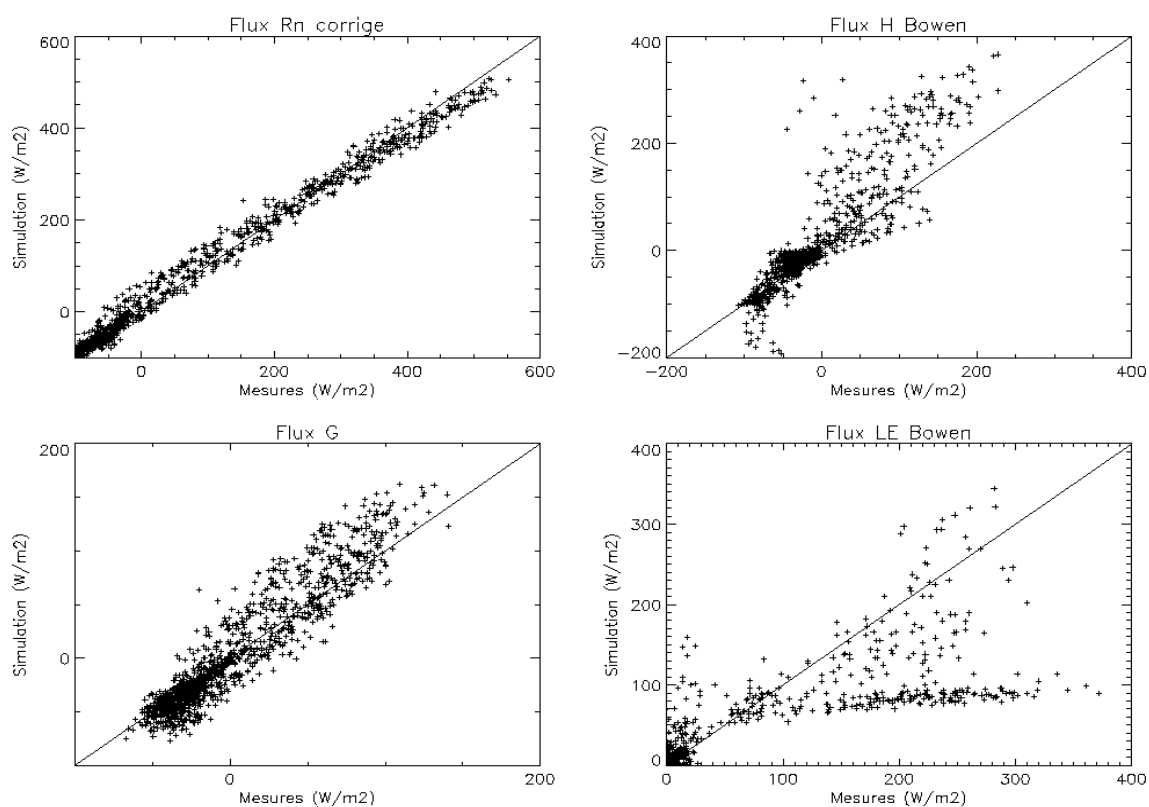 Flux Rn corrige
600
400
200
0
0 200 400 600
Simulation (W/m2)
Mesures (W/m2)
Flux H Bowen
400
200
0
-200
-200 0 200 400
Simulation (W/m2)
Mesures (W/m2)
Flux G
200
0
0 200
Simulation (W/m2)
Mesures (W/m2)
Flux LE Bowen
400
300
200
100
0
0 100 200 300 400
Simulation (W/m2)
Mesures (W/m2)